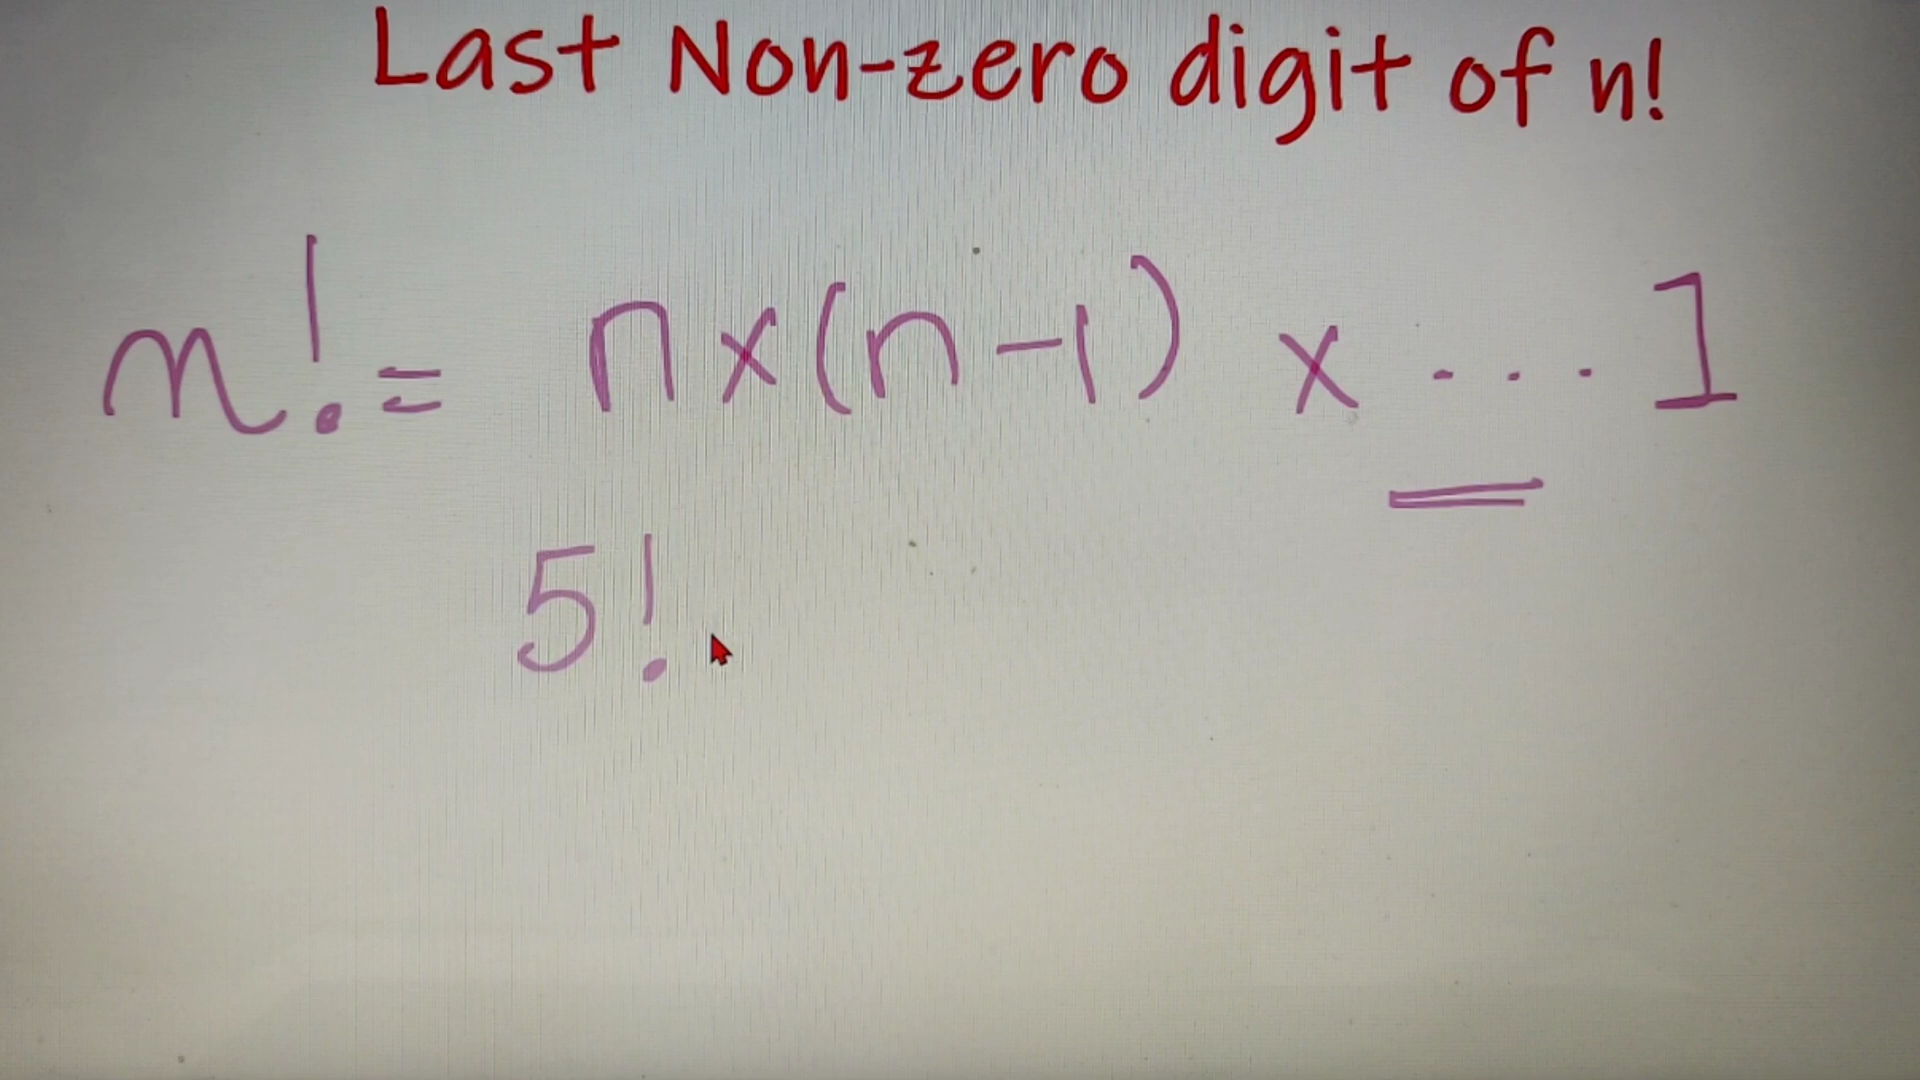 Last Non-zero digit of n!
n! = n x (n-1) x .... 1
5!